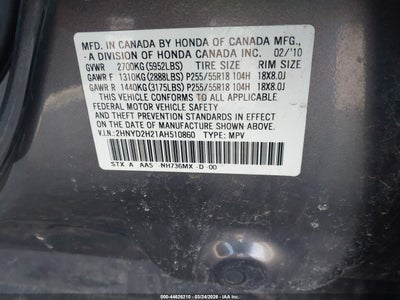 MFD. IN CANADA BY HONDA OF CANADA MFG.,
A DIVISION OF HONDA CANADA INC. 02/'10
GVWR 2700KG(5952LBS) TIRE SIZE RIM SIZE
GAWR F 1310KG(2888LBS) P255/55R18 104H 18X8.0J
GAWR R 1440KG(3175LBS) P255/55R18 104H 18X8.0J
THIS VEHICLE CONFORMS TO ALL APPLICABLE
FEDERAL MOTOR VEHICLE SAFETY AND
THEFT PREVENTION STANDARDS IN EFFECT ON THE
DATE OF MANUFACTURE SHOWN ABOVE.
V.I.N.:2HNYD2H21AH510860 TYPE: MPV
STX A AAS NH736MX D 00
000-44626210 | 03/24/2026 | © IAA, LLC